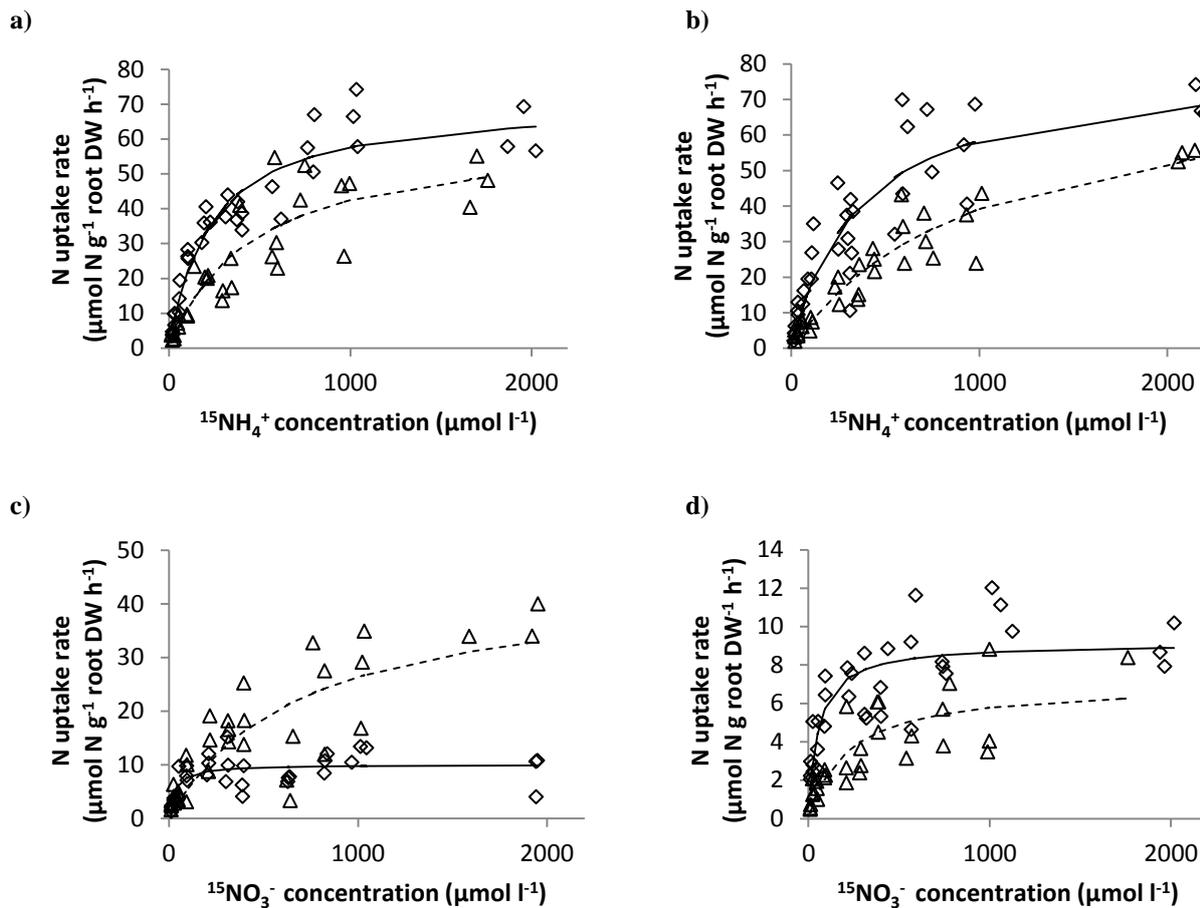 a)
N uptake rate
(µmol N g⁻¹ root DW h⁻¹)
80
70
60
50
40
30
20
10
0
0 1000 2000
¹⁵NH₄⁺ concentration (µmol l⁻¹)
b)
N uptake rate
(µmol N g⁻¹ root DW h⁻¹)
80
70
60
50
40
30
20
10
0
0 1000 2000
¹⁵NH₄⁺ concentration (µmol l⁻¹)
c)
N uptake rate
(µmol N g⁻¹ root DW h⁻¹)
50
40
30
20
10
0
0 1000 2000
¹⁵NO₃⁻ concentration (µmol l⁻¹)
d)
N uptake rate
(µmol N g root DW⁻¹ h⁻¹)
14
12
10
8
6
4
2
0
0 1000 2000
¹⁵NO₃⁻ concentration (µmol l⁻¹)